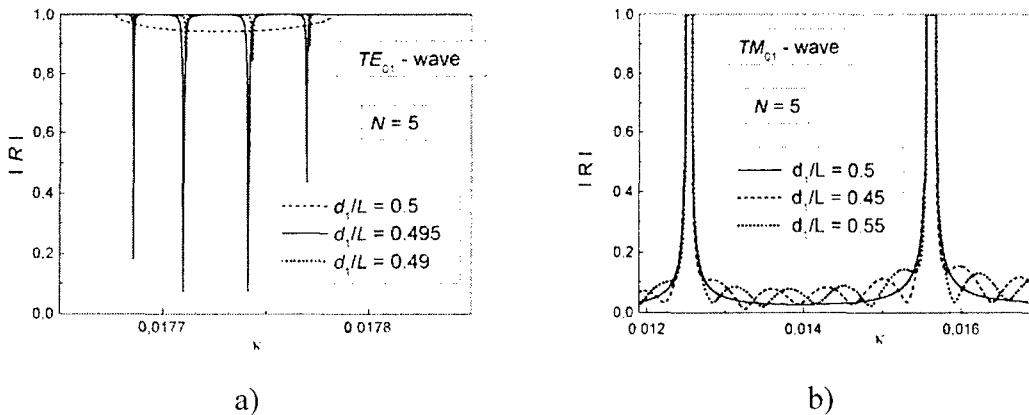 1.0
0.8
0.6
0.4
0.2
0.0
| R |
TE01 - wave
N = 5
d1/L = 0.5
d1/L = 0.495
d1/L = 0.49
0,0177
0,01778
κ
a)
1.0
0.8
0,6
0.4
0.2
0.0
| R |
TM01 - wave
N = 5
d1/L = 0.5
d1/L = 0.45
d1/L = 0.55
0.012
0.014
0.016
κ
b)